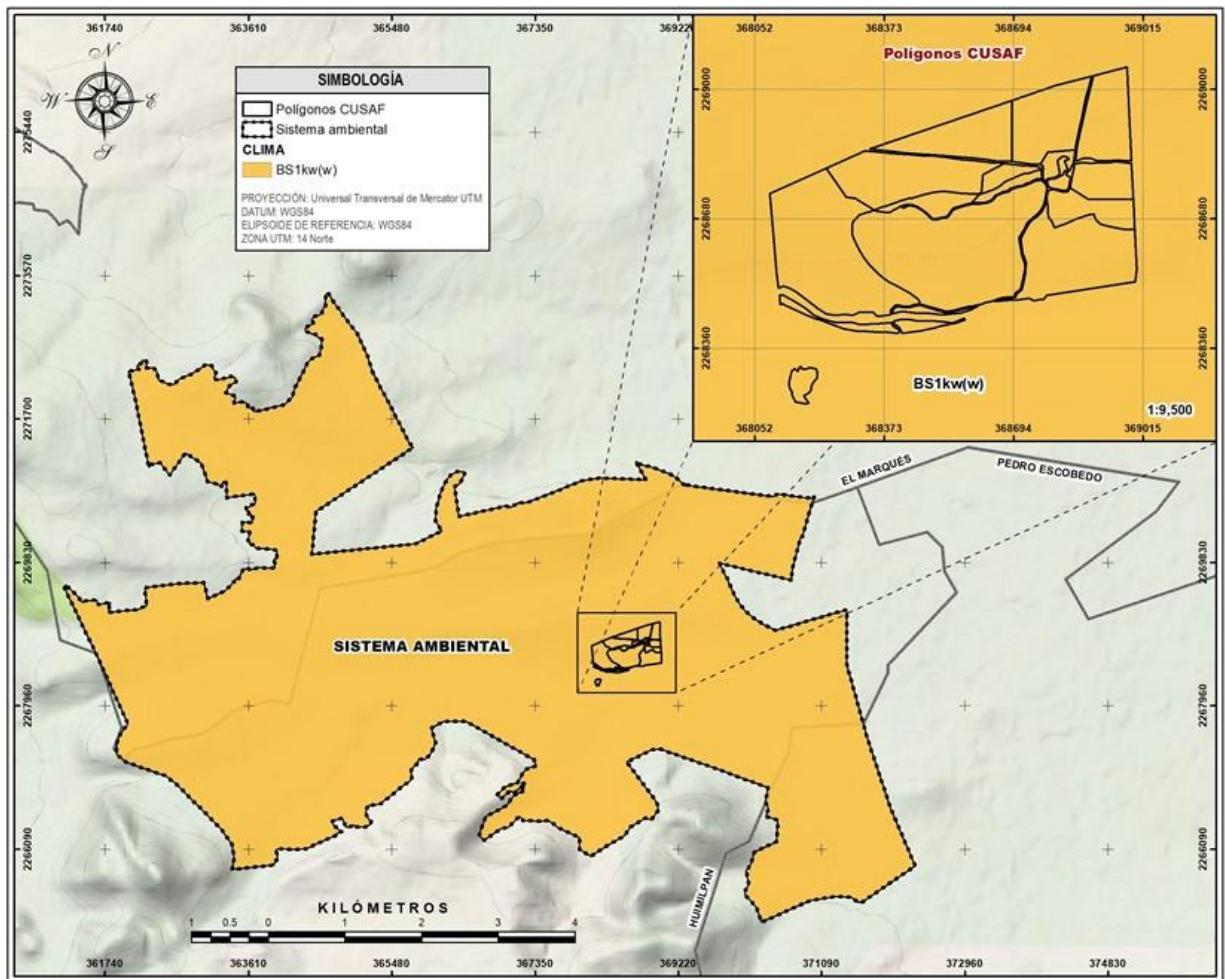 361740 363610 365480 367350 369220
368052 368373 368694 369015
Polígonos CUSAF
N
W E
S
SIMBOLOGÍA
Polígonos CUSAF
Sistema ambiental
CLIMA
BS1kw(w)
PROYECCIÓN: Universal Transversal de Mercator UTM
DATUM: WGS84
ELIPSOIDE DE REFERENCIA: WGS84
ZONA UTM: 14 Norte
2269000 2269000
2268680 2268680
2268360 2268360
BS1kw(w)
1:9,500
368052 368373 368694 369015
2275440
2273570
2271700
EL MARQUÉS
PEDRO ESCOBEDO
2269830 2269830
SISTEMA AMBIENTAL
2267960 2267960
2266090 2266090
HUIMILPAN
KILÓMETROS
1 0.5 0 1 2 3 4
361740 363610 365480 367350 369220 371090 372960 374830